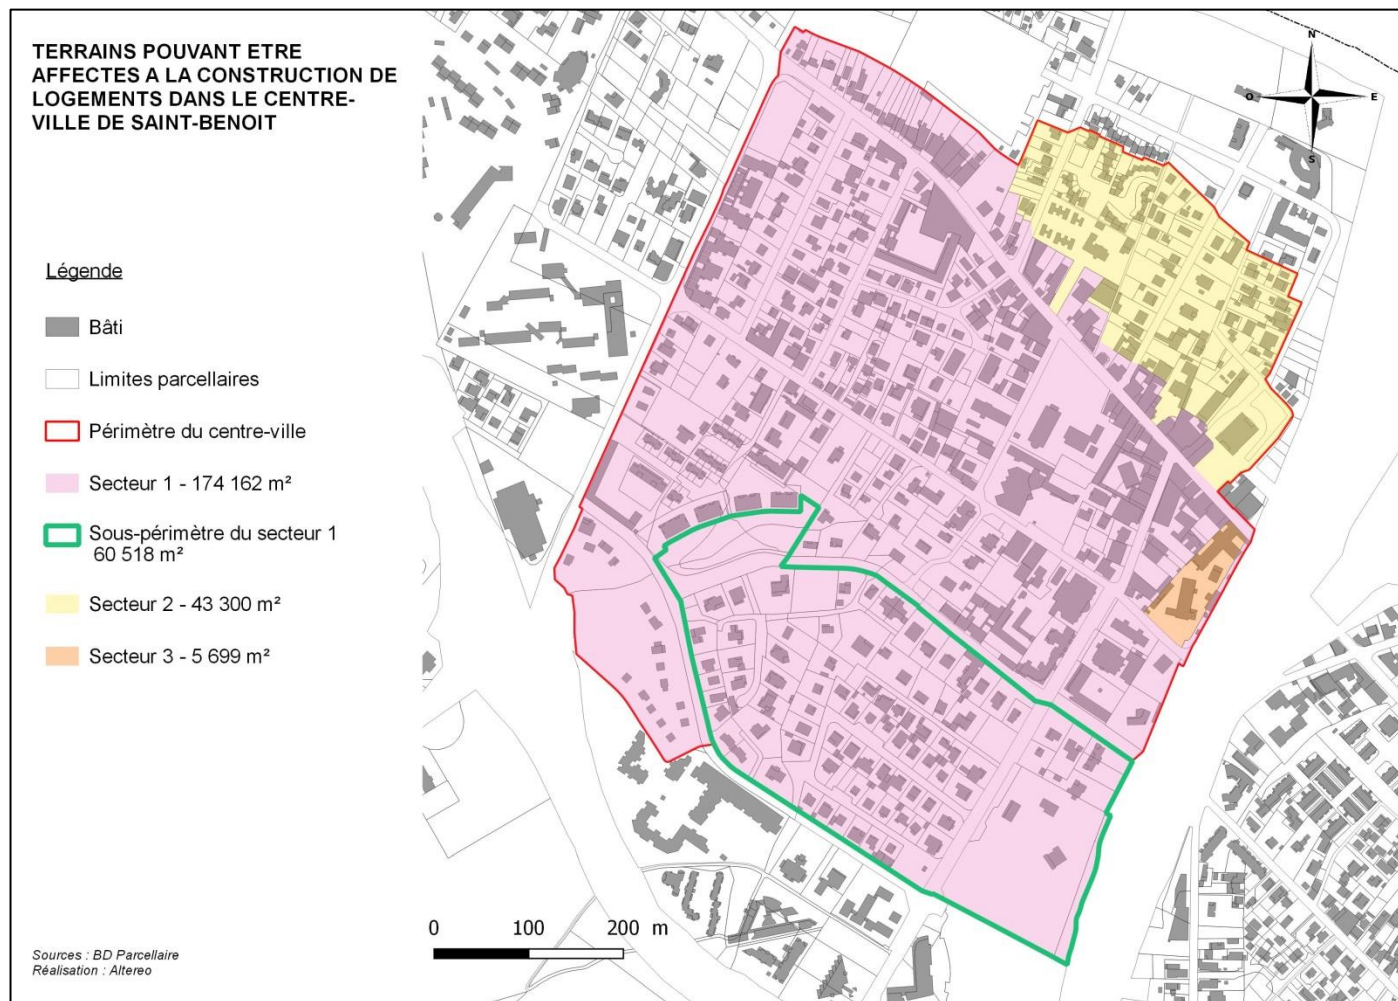 TERRAINS POUVANT ETRE
AFFECTES A LA CONSTRUCTION DE
LOGEMENTS DANS LE CENTRE-
VILLE DE SAINT-BENOIT
N
O
E
S
Légende
Bâti
Limites parcellaires
Périmètre du centre-ville
Secteur 1 - 174 162 m²
Sous-périmètre du secteur 1
60 518 m²
Secteur 2 - 43 300 m²
Secteur 3 - 5 699 m²
0 100 200 m
Sources : BD Parcellaire
Réalisation : Altereo